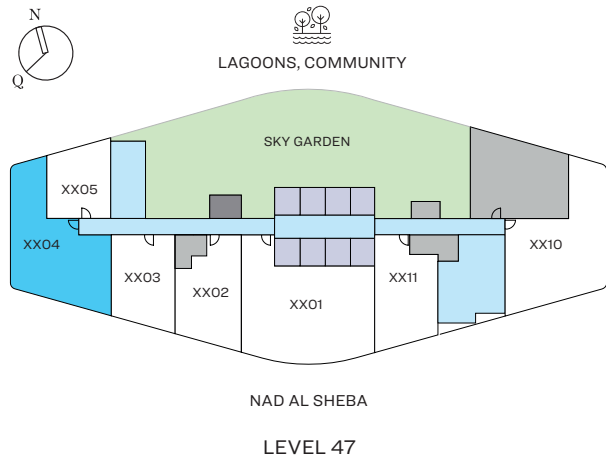 N
Q
LAGOONS, COMMUNITY
SKY GARDEN
XX05
XX04
XX03
XX02
XX01
XX11
XX10
NAD AL SHEBA
LEVEL 47